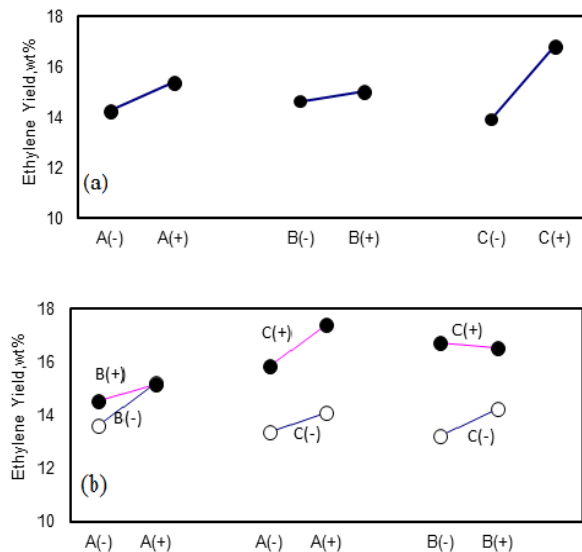 18
16
14
12
10
Ethylene Yield,wt%
(a)
A(-) A(+) B(-) B(+) C(-) C(+)
18
16
14
12
10
Ethylene Yield,wt%
B(+)
B(-)
C(+)
C(-)
C(+)
C(-)
(b)
A(-) A(+) A(-) A(+) B(-) B(+)